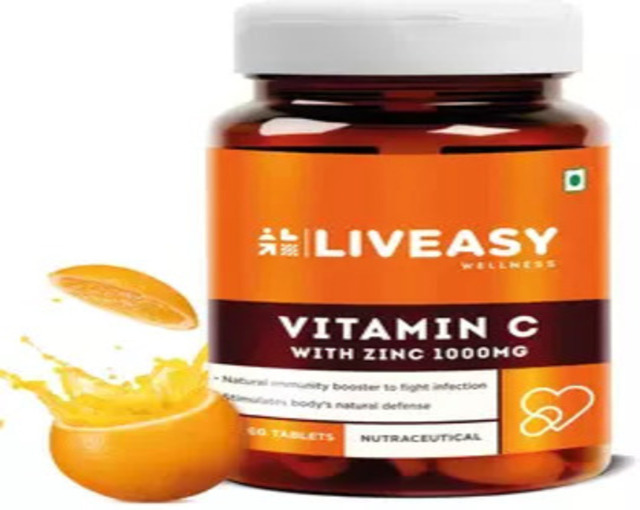 LIVEASY
WELLNESS
VITAMIN C
WITH ZINC 1000MG
- Natural immunity booster to fight infection
Stimulates body's natural defense
60 TABLETS
NUTRACEUTICAL